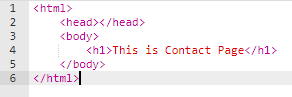 1 <html>
2     <head></head>
3     <body>
4         <h1>This is Contact Page</h1>
5     </body>
6 </html>